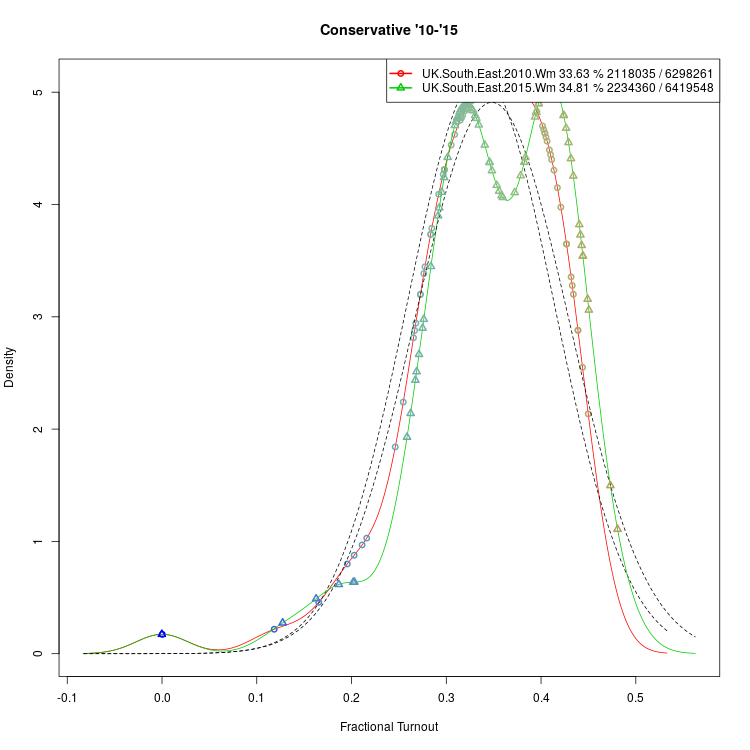 Conservative '10-'15
UK.South.East.2010.Wm 33.63 % 2118035 / 6298261
UK.South.East.2015.Wm 34.81 % 2234360 / 6419548
Density
5
4
3
2
1
0
-0.1 0.0 0.1 0.2 0.3 0.4 0.5
Fractional Turnout